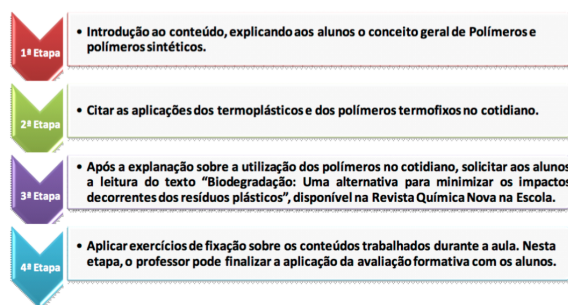 1ª Etapa
• Introdução ao conteúdo, explicando aos alunos o conceito geral de Polímeros e
polímeros sintéticos.
2ª Etapa
• Citar as aplicações dos termoplásticos e dos polímeros termofixos no cotidiano.
3ª Etapa
• Após a explanação sobre a utilização dos polímeros no cotidiano, solicitar aos alunos
a leitura do texto “Biodegradação: Uma alternativa para minimizar os impactos
decorrentes dos resíduos plásticos”, disponível na Revista Química Nova na Escola.
4ª Etapa
• Aplicar exercícios de fixação sobre os conteúdos trabalhados durante a aula. Nesta
etapa, o professor pode finalizar a aplicação da avaliação formativa com os alunos.